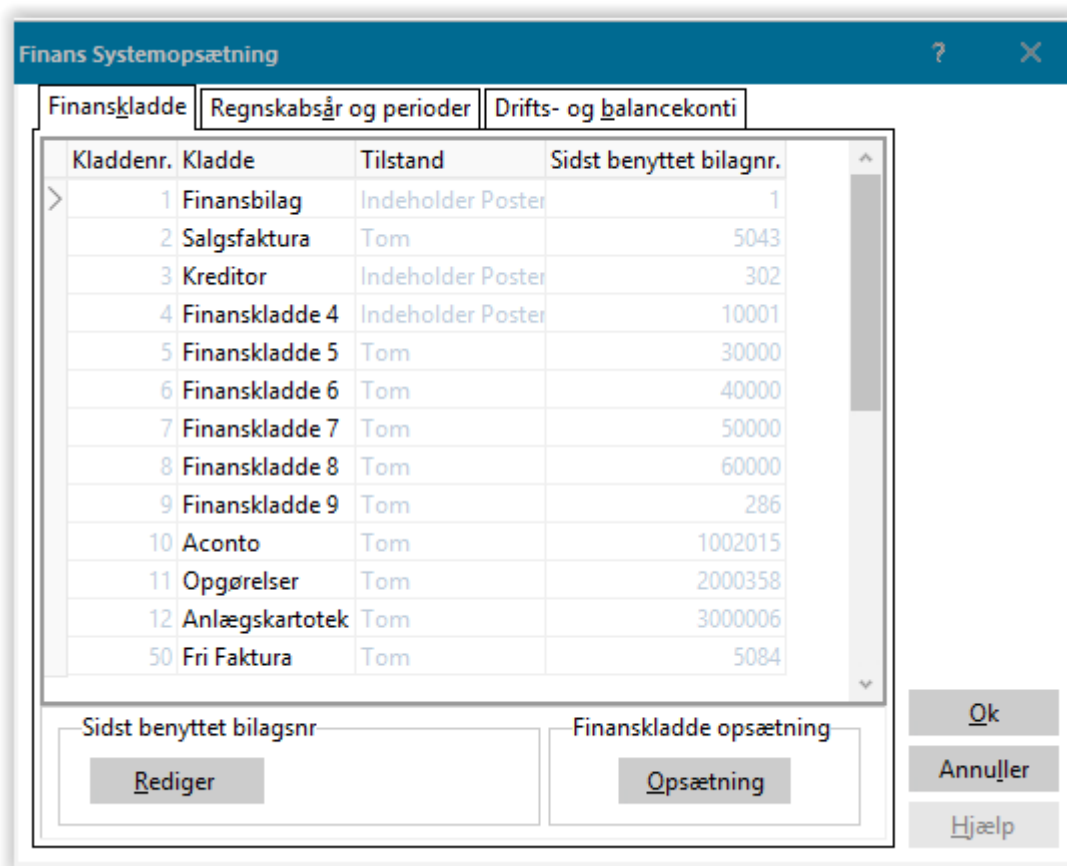 Finans Systemopsætning ?
Finanskladde Regnskabsår og perioder Drifts- og balancekonti
Kladdenr. Kladde Tilstand Sidst benyttet bilagnr.
1 Finansbilag Indeholder Poster 1
2 Salgsfaktura Tom 5043
3 Kreditor Indeholder Poster 302
4 Finanskladde 4 Indeholder Poster 10001
5 Finanskladde 5 Tom 30000
6 Finanskladde 6 Tom 40000
7 Finanskladde 7 Tom 50000
8 Finanskladde 8 Tom 60000
9 Finanskladde 9 Tom 286
10 Aconto Tom 1002015
11 Opgørelser Tom 2000358
12 Anlægskartotek Tom 3000006
50 Fri Faktura Tom 5084
Sidst benyttet bilagsnr Finanskladde opsætning
Rediger Opsætning
Ok
Annuller
Hjælp